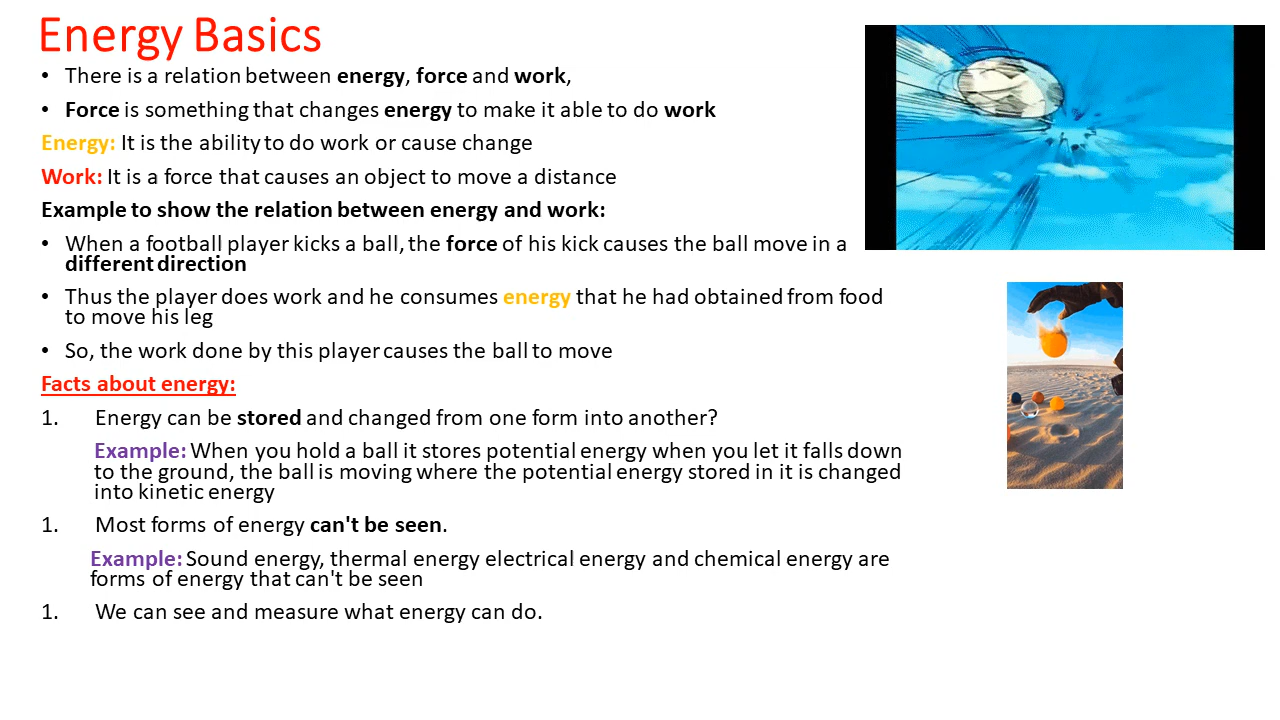 Energy Basics
• There is a relation between energy, force and work,
• Force is something that changes energy to make it able to do work
Energy: It is the ability to do work or cause change
Work: It is a force that causes an object to move a distance
Example to show the relation between energy and work:
• When a football player kicks a ball, the force of his kick causes the ball move in a
different direction
• Thus the player does work and he consumes energy that he had obtained from food
to move his leg
• So, the work done by this player causes the ball to move
Facts about energy:
1. Energy can be stored and changed from one form into another?
Example: When you hold a ball it stores potential energy when you let it falls down
to the ground, the ball is moving where the potential energy stored in it is changed
into kinetic energy
1. Most forms of energy can't be seen.
Example: Sound energy, thermal energy electrical energy and chemical energy are
forms of energy that can't be seen
1. We can see and measure what energy can do.